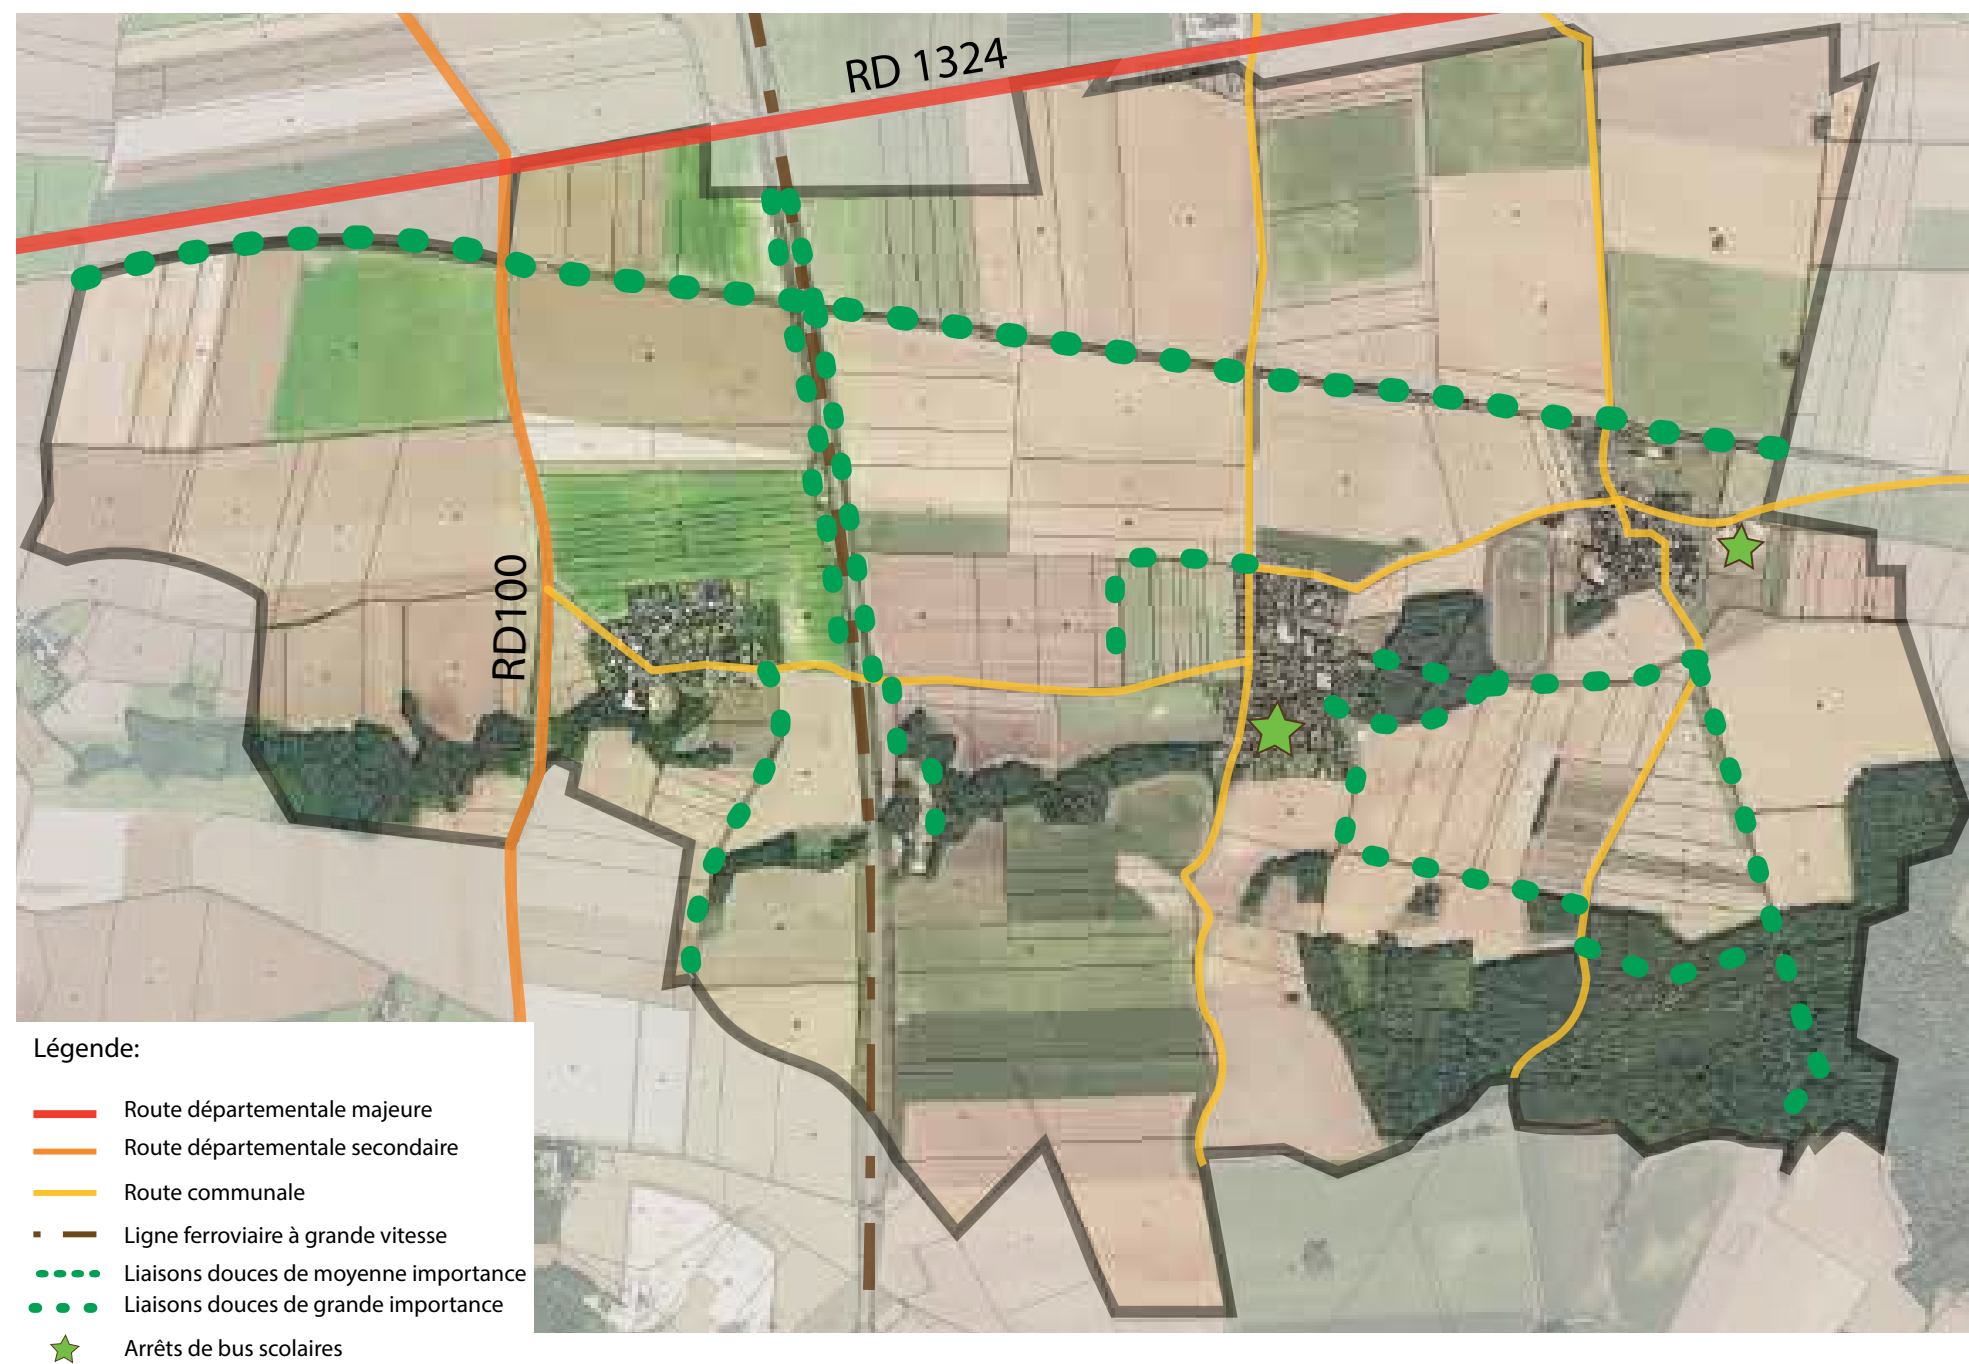 RD 1324
RD100
Légende:
Route départementale majeure
Route départementale secondaire
Route communale
Ligne ferroviaire à grande vitesse
Liaisons douces de moyenne importance
Liaisons douces de grande importance
Arrêts de bus scolaires